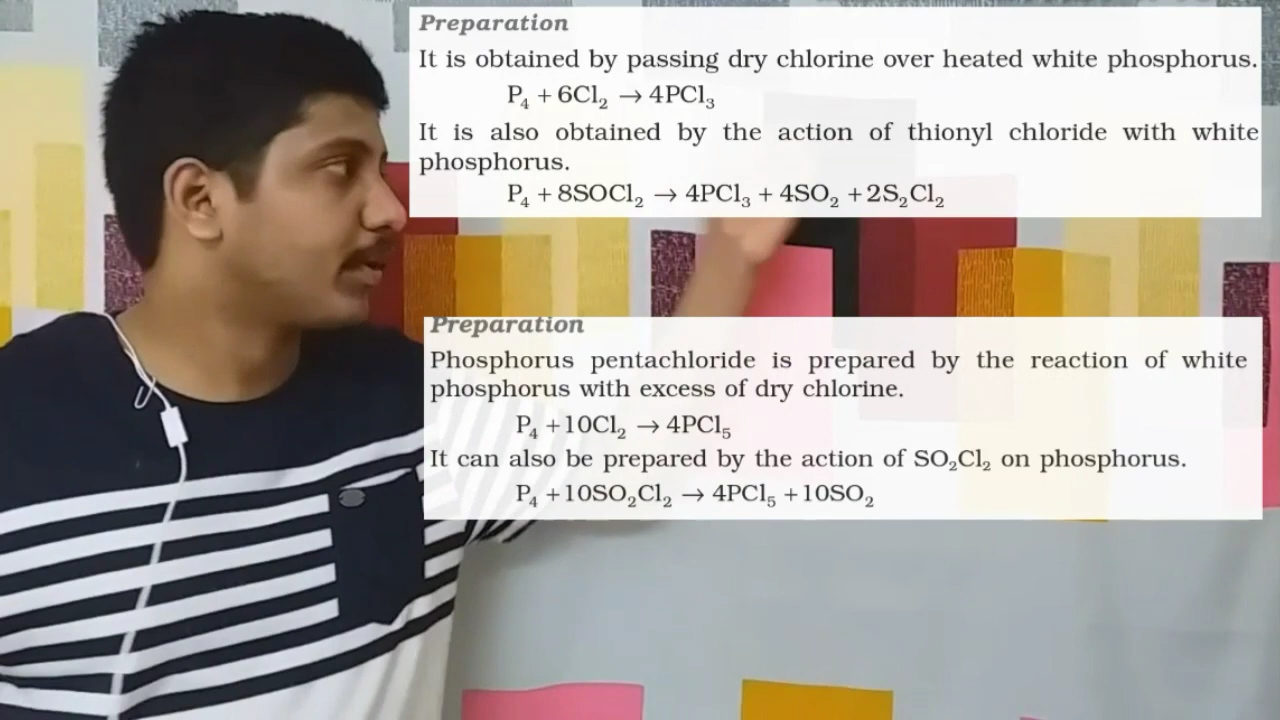 Preparation
It is obtained by passing dry chlorine over heated white phosphorus.
P₄ + 6Cl₂ → 4PCl₃
It is also obtained by the action of thionyl chloride with white
phosphorus.
P₄ + 8SOCl₂ → 4PCl₃ + 4SO₂ + 2S₂Cl₂
Preparation
Phosphorus pentachloride is prepared by the reaction of white
phosphorus with excess of dry chlorine.
P₄ + 10Cl₂ → 4PCl₅
It can also be prepared by the action of SO₂Cl₂ on phosphorus.
P₄ + 10SO₂Cl₂ → 4PCl₅ + 10SO₂